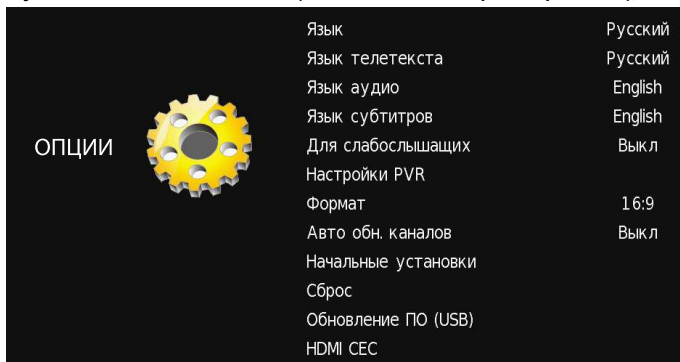 Язык Русский
Язык телетекста Русский
Язык аудио English
Язык субтитров English
ОПЦИИ
Для слабослышащих Выкл
Настройки PVR
Формат 16:9
Авто обн. каналов Выкл
Начальные установки
Сброс
Обновление ПО (USB)
HDMI CEC